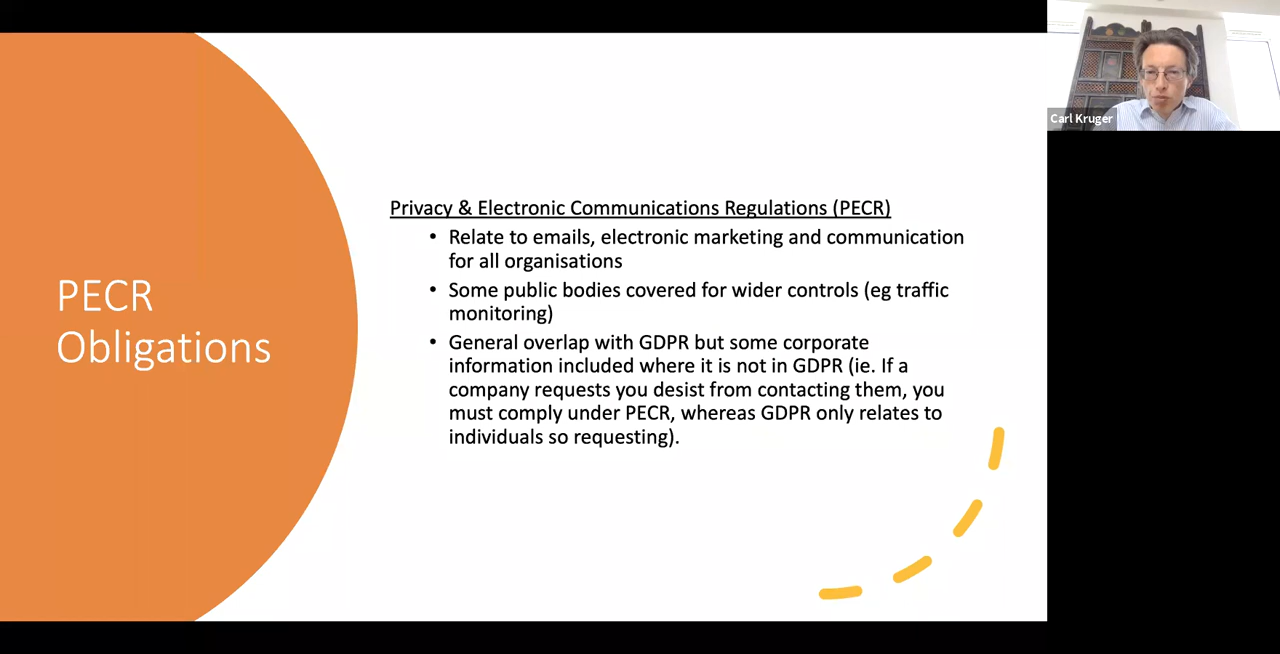 PECR
Obligations
Privacy & Electronic Communications Regulations (PECR)
• Relate to emails, electronic marketing and communication
for all organisations
• Some public bodies covered for wider controls (eg traffic
monitoring)
• General overlap with GDPR but some corporate
information included where it is not in GDPR (ie. If a
company requests you desist from contacting them, you
must comply under PECR, whereas GDPR only relates to
individuals so requesting).
Carl Kruger